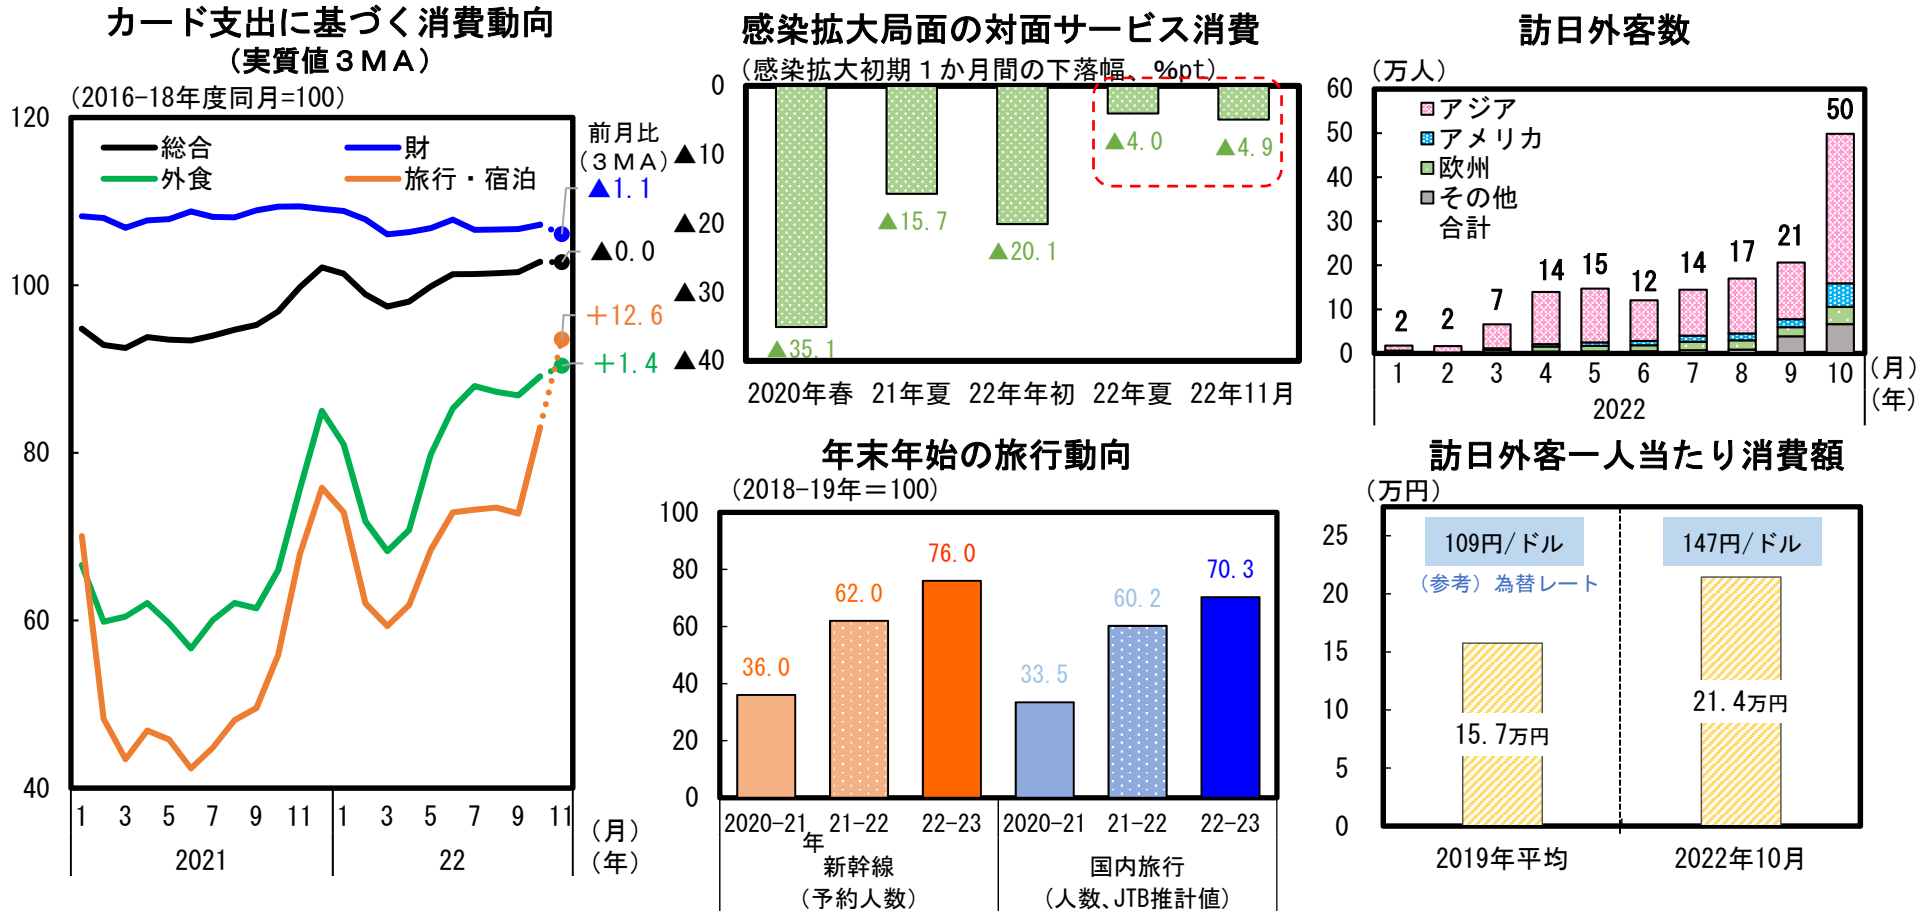 カード支出に基づく消費動向
（実質値３ＭＡ）
（2016-18年度同月=100）
120
100
80
60
40
総合
財
外食
旅行・宿泊
前月比
（３ＭＡ）
▲1.1
▲0.0
＋12.6
＋1.4
1 3 5 7 9 11 1 3 5 7 9 11
（月）
2021 22
（年）
感染拡大局面の対面サービス消費
（感染拡大初期１か月間の下落幅、%pt）
0
▲10
▲20
▲30
▲40
▲35.1
▲15.7
▲20.1
▲4.0
▲4.9
2020年春 21年夏 22年年初 22年夏 22年11月
訪日外客数
（万人）
60
50
40
30
20
10
0
アジア
アメリカ
欧州
その他
合計
2 2 7 14 15 12 14 17 21 50
1 2 3 4 5 6 7 8 9 10
（月）
2022
（年）
年末年始の旅行動向
（2018-19年＝100）
100
80
60
40
20
0
36.0
62.0
76.0
33.5
60.2
70.3
2020-21 21-22 22-23 2020-21 21-22 22-23
年
新幹線
（予約人数）
国内旅行
（人数、JTB推計値）
訪日外客一人当たり消費額
（万円）
25
20
15
10
5
0
109円/ドル
147円/ドル
（参考）為替レート
15.7万円
21.4万円
2019年平均 2022年10月